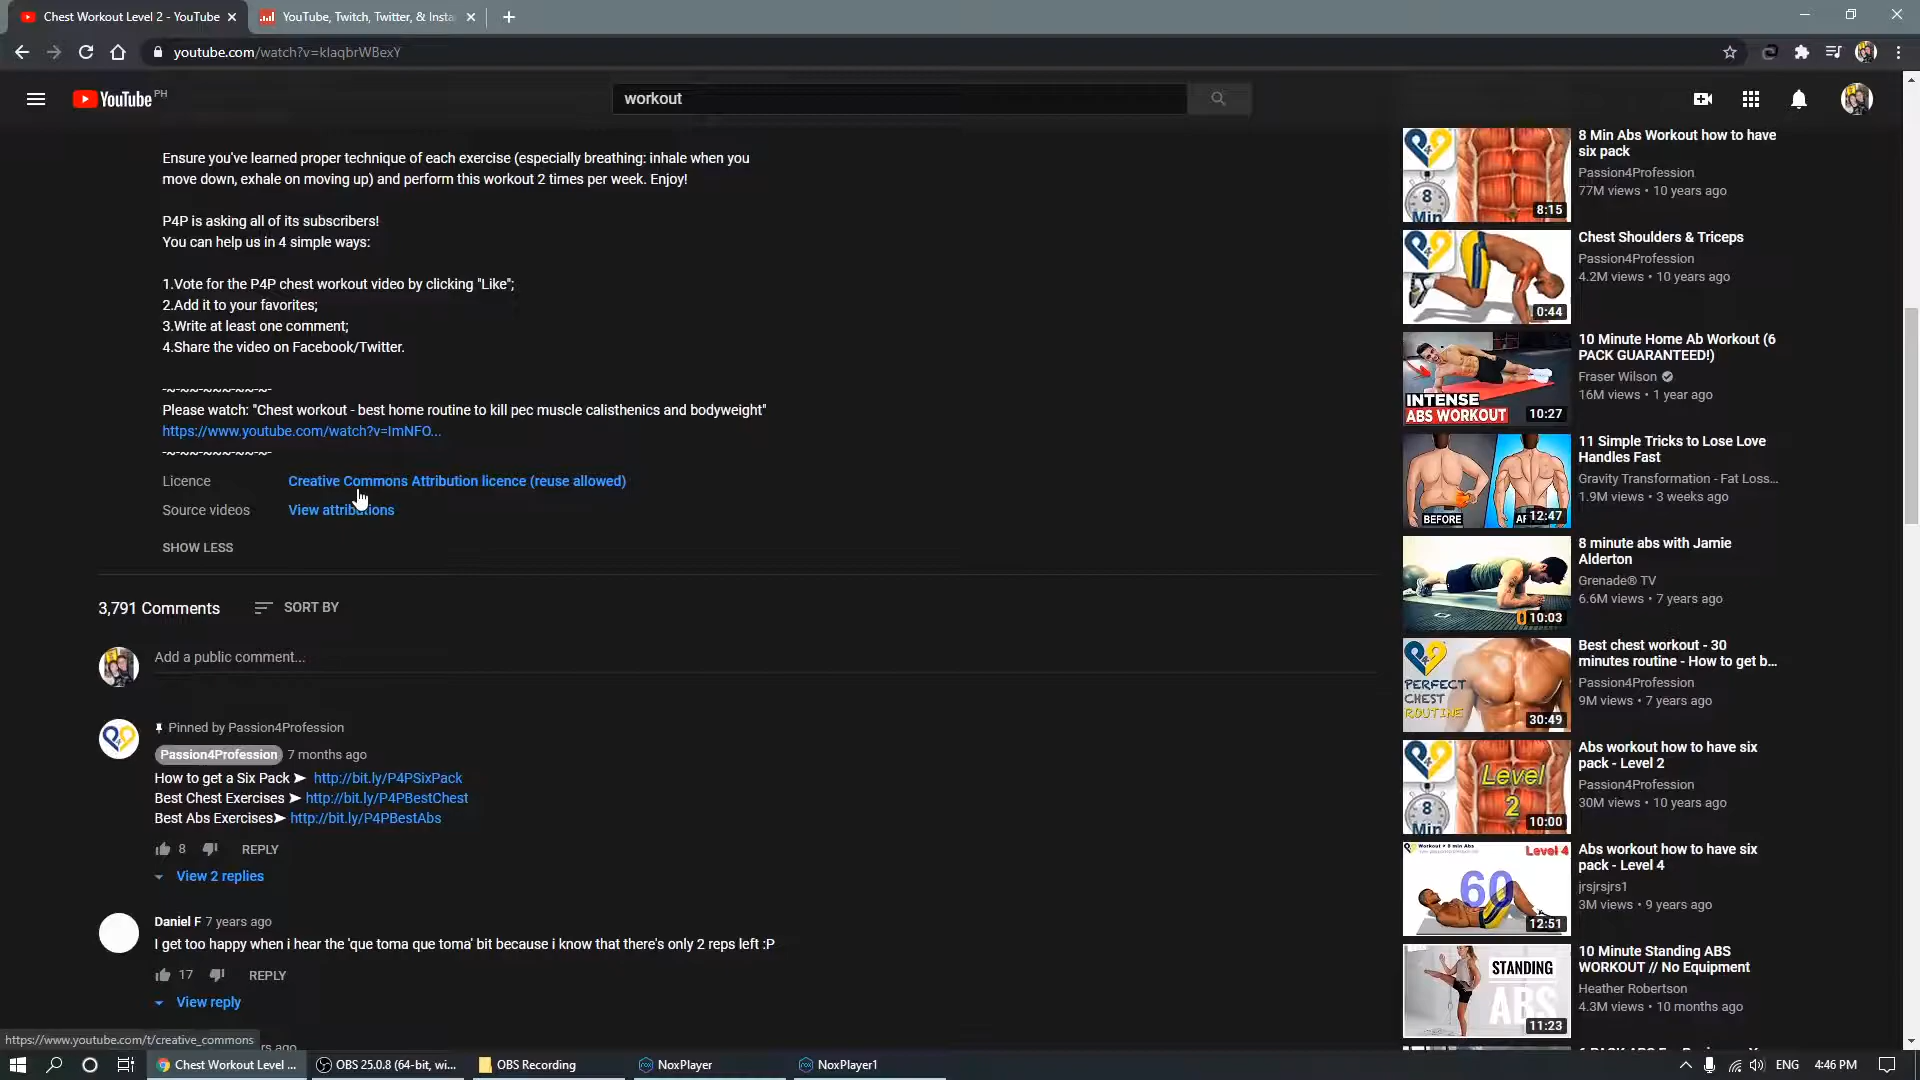 Chest Workout Level 2 - YouTube
YouTube, Twitch, Twitter, & Insta
youtube.com/watch?v=klaqbrWBexY
YouTube PH
workout
Ensure you've learned proper technique of each exercise (especially breathing: inhale when you
move down, exhale on moving up) and perform this workout 2 times per week. Enjoy!
P4P is asking all of its subscribers!
You can help us in 4 simple ways:
1.Vote for the P4P chest workout video by clicking "Like";
2.Add it to your favorites;
3.Write at least one comment;
4.Share the video on Facebook/Twitter.
-~-~~-~~~-~~-~-
Please watch: "Chest workout - best home routine to kill pec muscle calisthenics and bodyweight"
https://www.youtube.com/watch?v=ImNFO...
-~-~~-~~~-~~-~-
Licence
Creative Commons Attribution licence (reuse allowed)
Source videos
View attributions
SHOW LESS
3,791 Comments
SORT BY
Add a public comment...
Pinned by Passion4Profession
Passion4Profession 7 months ago
How to get a Six Pack ➤ http://bit.ly/P4PSixPack
Best Chest Exercises ➤ http://bit.ly/P4PBestChest
Best Abs Exercises➤ http://bit.ly/P4PBestAbs
8 REPLY
View 2 replies
Daniel F 7 years ago
I get too happy when i hear the 'que toma que toma' bit because i know that there's only 2 reps left :P
17 REPLY
View reply
8 Min
8:15
8 Min Abs Workout how to have
six pack
Passion4Profession
77M views • 10 years ago
0:44
Chest Shoulders & Triceps
Passion4Profession
4.2M views • 10 years ago
INTENSE
ABS WORKOUT
10:27
10 Minute Home Ab Workout (6
PACK GUARANTEED!)
Fraser Wilson
16M views • 1 year ago
BEFORE
12:47
11 Simple Tricks to Lose Love
Handles Fast
Gravity Transformation - Fat Loss...
1.9M views • 3 weeks ago
10:03
8 minute abs with Jamie
Alderton
Grenade® TV
6.6M views • 7 years ago
PERFECT
CHEST
ROUTINE
30:49
Best chest workout - 30
minutes routine - How to get b...
Passion4Profession
9M views • 7 years ago
Level
2
8
Min
10:00
Abs workout how to have six
pack - Level 2
Passion4Profession
30M views • 10 years ago
Level 4
60
12:51
Abs workout how to have six
pack - Level 4
jrsjrsjrs1
3M views • 9 years ago
STANDING
ABS
11:23
10 Minute Standing ABS
WORKOUT // No Equipment
Heather Robertson
4.3M views • 10 months ago
https://www.youtube.com/t/creative_commons
Chest Workout Level ...
OBS 25.0.8 (64-bit, wi...
OBS Recording
NoxPlayer
NoxPlayer1
ENG
4:46 PM